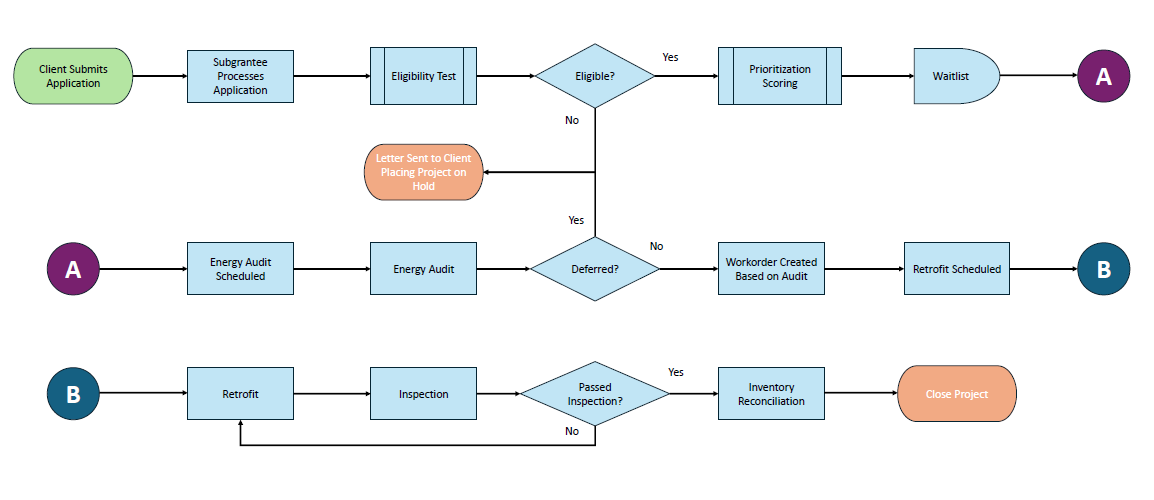 Client Submits
Application
Subgrantee
Processes
Application
Eligibility Test
Eligible?
Yes
Prioritization
Scoring
Waitlist
A
No
Letter Sent to Client
Placing Project on
Hold
Yes
A
Energy Audit
Scheduled
Energy Audit
Deferred?
No
Workorder Created
Based on Audit
Retrofit Scheduled
B
B
Retrofit
Inspection
Passed
Inspection?
Yes
Inventory
Reconciliation
Close Project
No